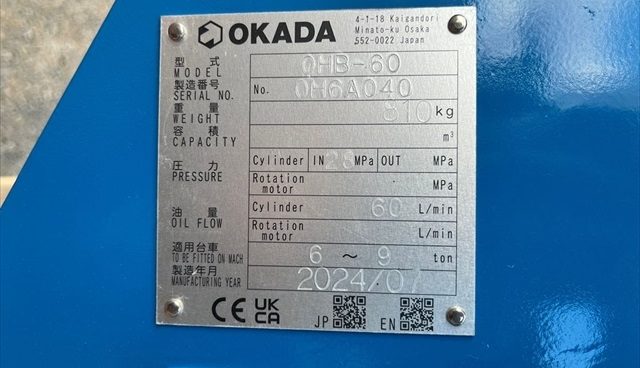 OKADA
4-1-18 Kaigandori
Minato-ku Osaka
552-0022 Japan
型式 MODEL OHB-60
製造番号 SERIAL NO. No. OH6A040
重量 WEIGHT 810 kg
容積 CAPACITY m³
圧力 PRESSURE Cylinder IN 28 MPa OUT MPa
Rotation motor MPa
油量 OIL FLOW Cylinder 60 L/min
Rotation motor L/min
適用台車 TO BE FITTED ON MACH 6 ~ 9 ton
製造年月 MANUFACTURING YEAR 2024/07
CE UKCA JP EN